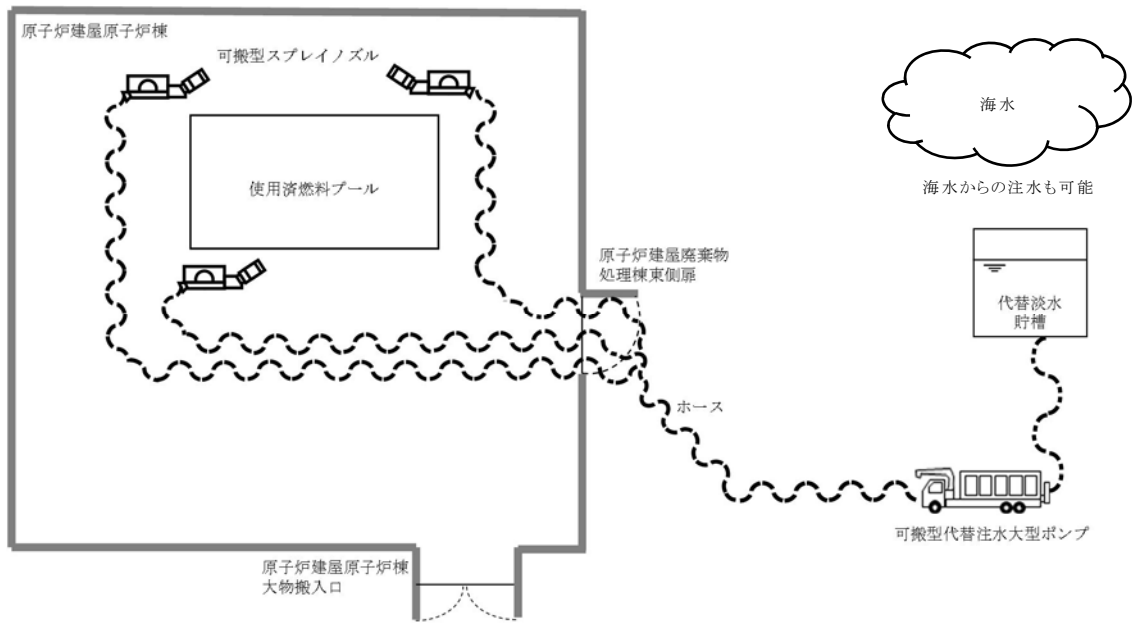 原子炉建屋原子炉棟
可搬型スプレイノズル
海水
使用済燃料プール
海水からの注水も可能
原子炉建屋廃棄物
処理棟東側扉
代替淡水
貯槽
ホース
可搬型代替注水大型ポンプ
原子炉建屋原子炉棟
大物搬入口